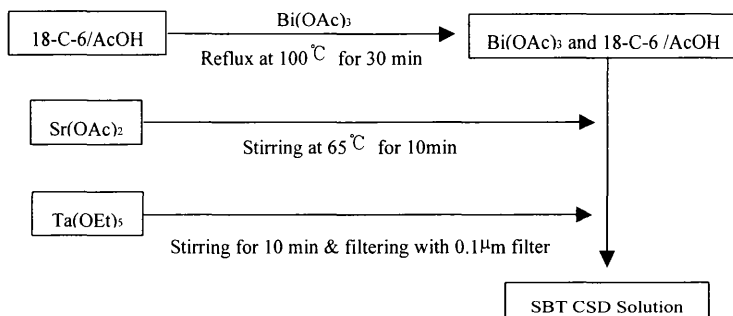 Bi(OAc)₃
18-C-6/AcOH
Reflux at 100℃ for 30 min
Bi(OAc)₃ and 18-C-6 /AcOH
Sr(OAc)₂
Stirring at 65℃ for 10min
Ta(OEt)₅
Stirring for 10 min & filtering with 0.1μm filter
SBT CSD Solution